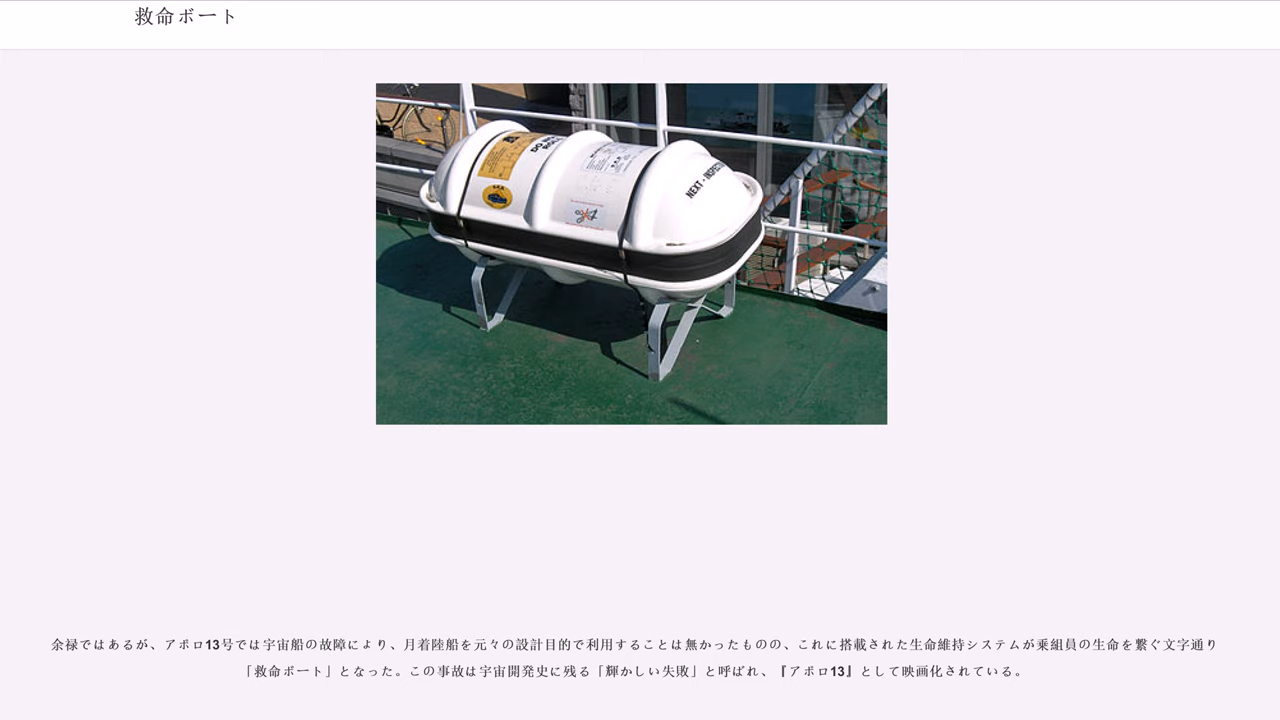 救命ボート
NEXT - INSPECT
余禄ではあるが、アポロ13号では宇宙船の故障により、月着陸船を元々の設計目的で利用することは無かったものの、これに搭載された生命維持システムが乗組員の生命を繋ぐ文字通り
「救命ボート」となった。この事故は宇宙開発史に残る「輝かしい失敗」と呼ばれ、『アポロ13』として映画化されている。